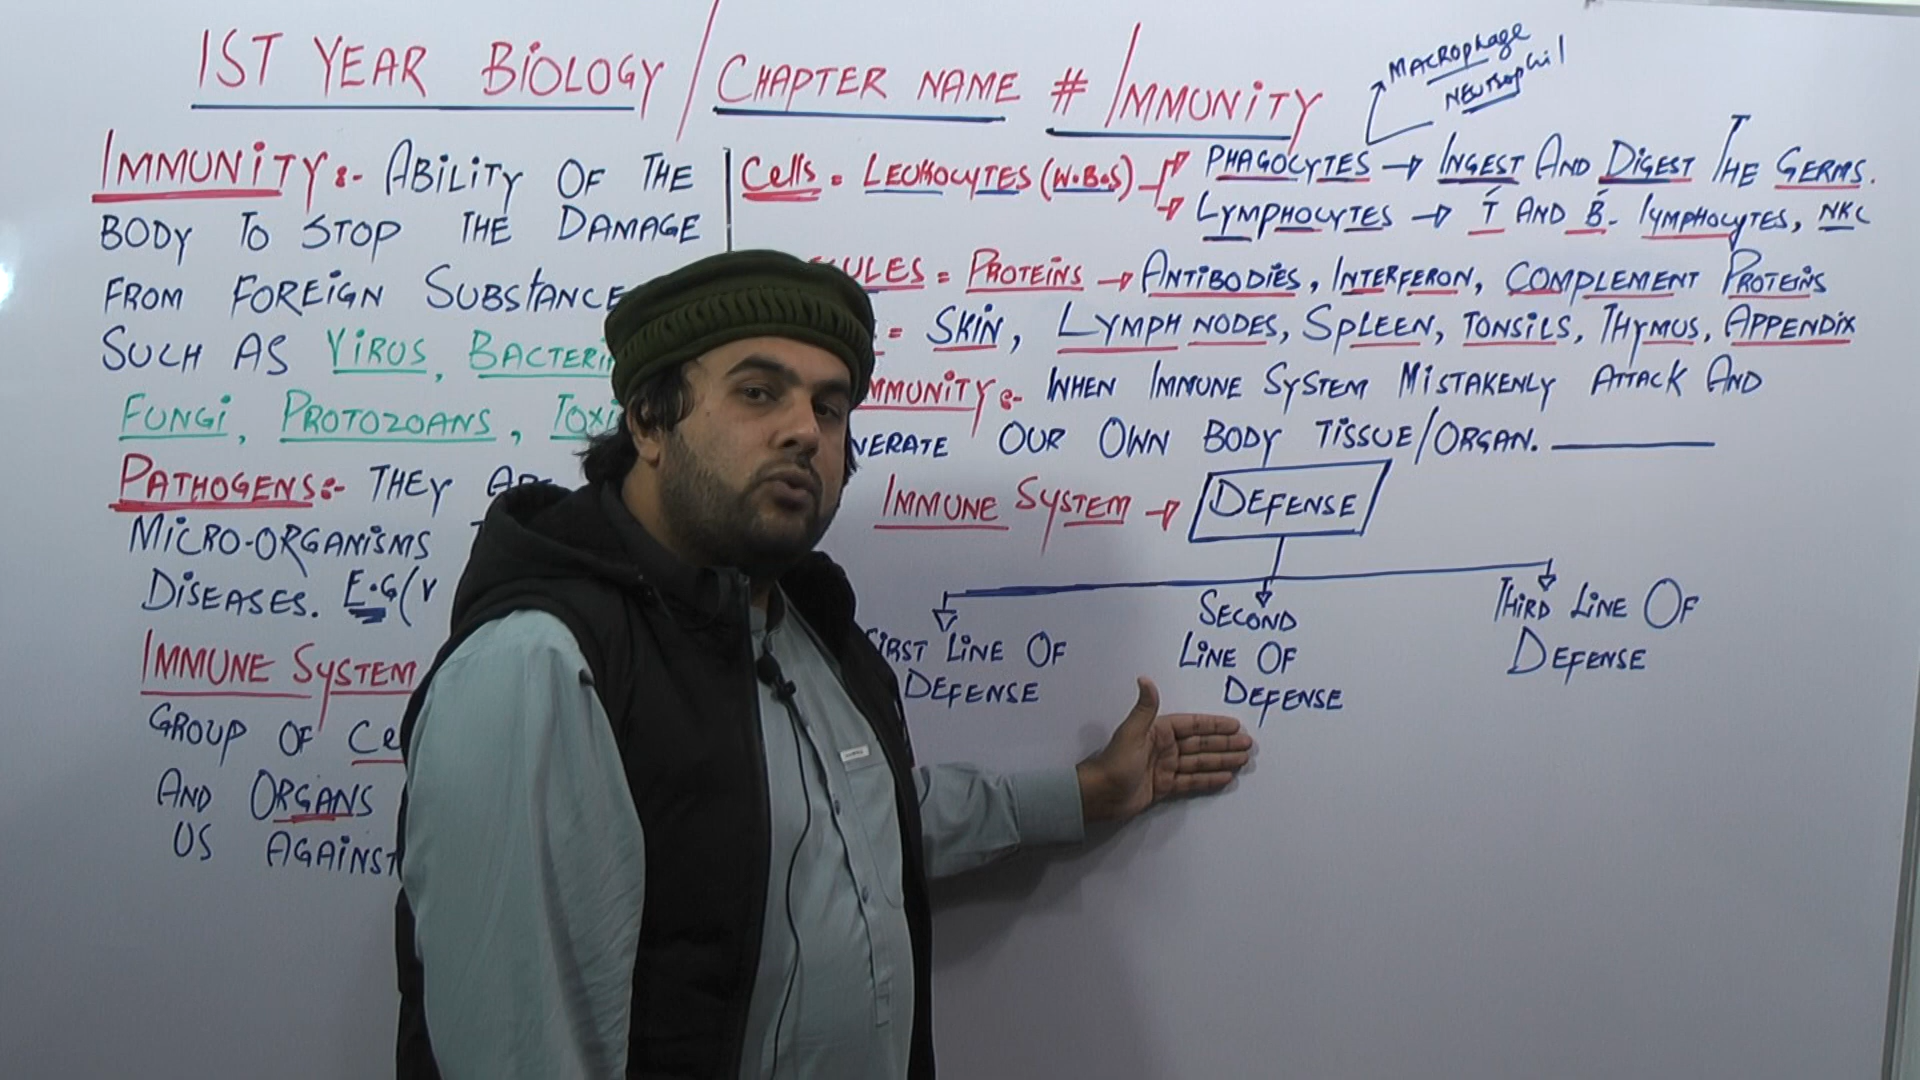 1ST YEAR BIOLOGY / CHAPTER NAME # IMMUNITY
MACROPHAGE
NEUTROPHIL
IMMUNITY:- ABILITY OF THE
BODY TO STOP THE DAMAGE
FROM FOREIGN SUBSTANCE
SUCH AS VIRUS, BACTERI
FUNGI, PROTOZOANS, TOXI
PATHOGENS:- THEY ARE
MICRO-ORGANISMS
DISEASES. E.G (V
IMMUNE SYSTEM
GROUP OF CE
AND ORGANS
US AGAINST
CELLS = LEUKOCYTES (W.B.S)
PHAGOCYTES → INGEST AND DIGEST THE GERMS.
LYMPHOCYTES → T AND B- LYMPHOCYTES, NKC
ULES = PROTEINS → ANTIBODIES, INTERFERON, COMPLEMENT PROTEINS
= SKIN, LYMPH NODES, SPLEEN, TONSILS, THYMUS, APPENDIX
MMUNITY:- WHEN IMMUNE SYSTEM MISTAKENLY ATTACK AND
NERATE OUR OWN BODY TISSUE/ORGAN.
IMMUNE SYSTEM → DEFENSE
FIRST LINE OF
DEFENSE
SECOND
LINE OF
DEFENSE
THIRD LINE OF
DEFENSE